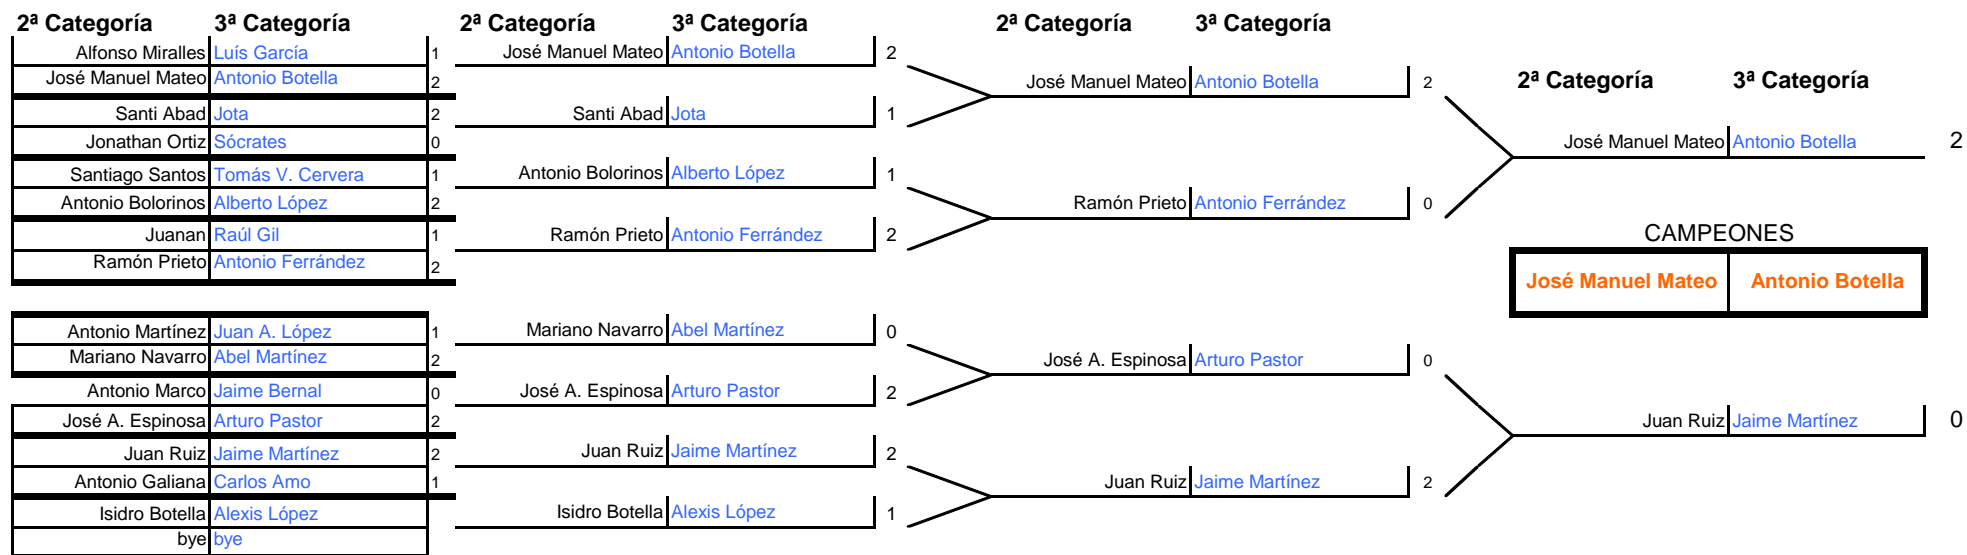 2ª Categoría 3ª Categoría 2ª Categoría 3ª Categoría 2ª Categoría 3ª Categoría
Alfonso Miralles Luís García 1 José Manuel Mateo Antonio Botella 2
José Manuel Mateo Antonio Botella 2 José Manuel Mateo Antonio Botella 2 2ª Categoría 3ª Categoría
Santi Abad Jota 2 Santi Abad Jota 1
Jonathan Ortiz Sócrates 0 José Manuel Mateo Antonio Botella 2
Santiago Santos Tomás V. Cervera 1 Antonio Bolorinos Alberto López 1
Antonio Bolorinos Alberto López 2 Ramón Prieto Antonio Ferrández 0
Juanan Raúl Gil 1 Ramón Prieto Antonio Ferrández 2 CAMPEONES
Ramón Prieto Antonio Ferrández 2
José Manuel Mateo Antonio Botella
Antonio Martínez Juan A. López 1 Mariano Navarro Abel Martínez 0
Mariano Navarro Abel Martínez 2 José A. Espinosa Arturo Pastor 0
Antonio Marco Jaime Bernal 0 José A. Espinosa Arturo Pastor 2
José A. Espinosa Arturo Pastor 2 Juan Ruiz Jaime Martínez 0
Juan Ruiz Jaime Martínez 2 Juan Ruiz Jaime Martínez 2
Antonio Galiana Carlos Amo 1 Juan Ruiz Jaime Martínez 2
Isidro Botella Alexis López Isidro Botella Alexis López 1
bye bye